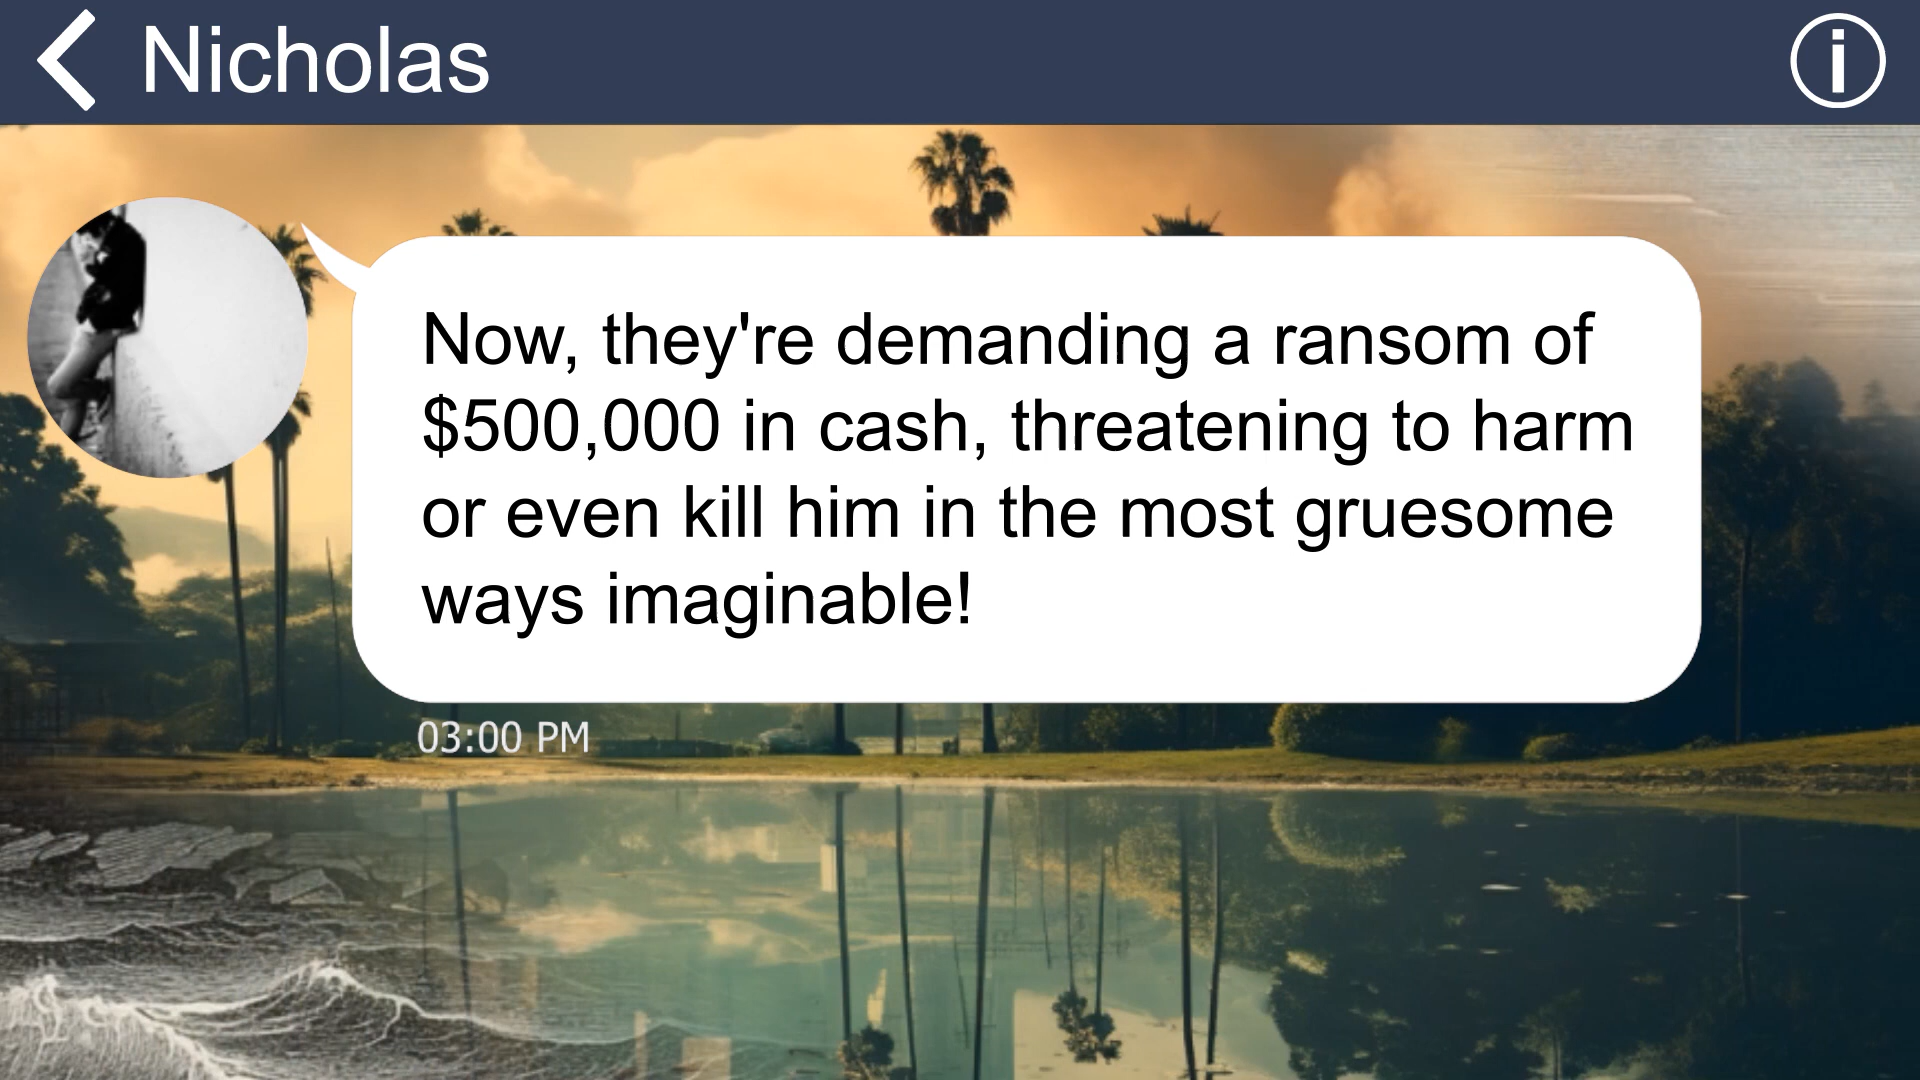 Nicholas
Now, they're demanding a ransom of
$500,000 in cash, threatening to harm
or even kill him in the most gruesome
ways imaginable!
03:00 PM